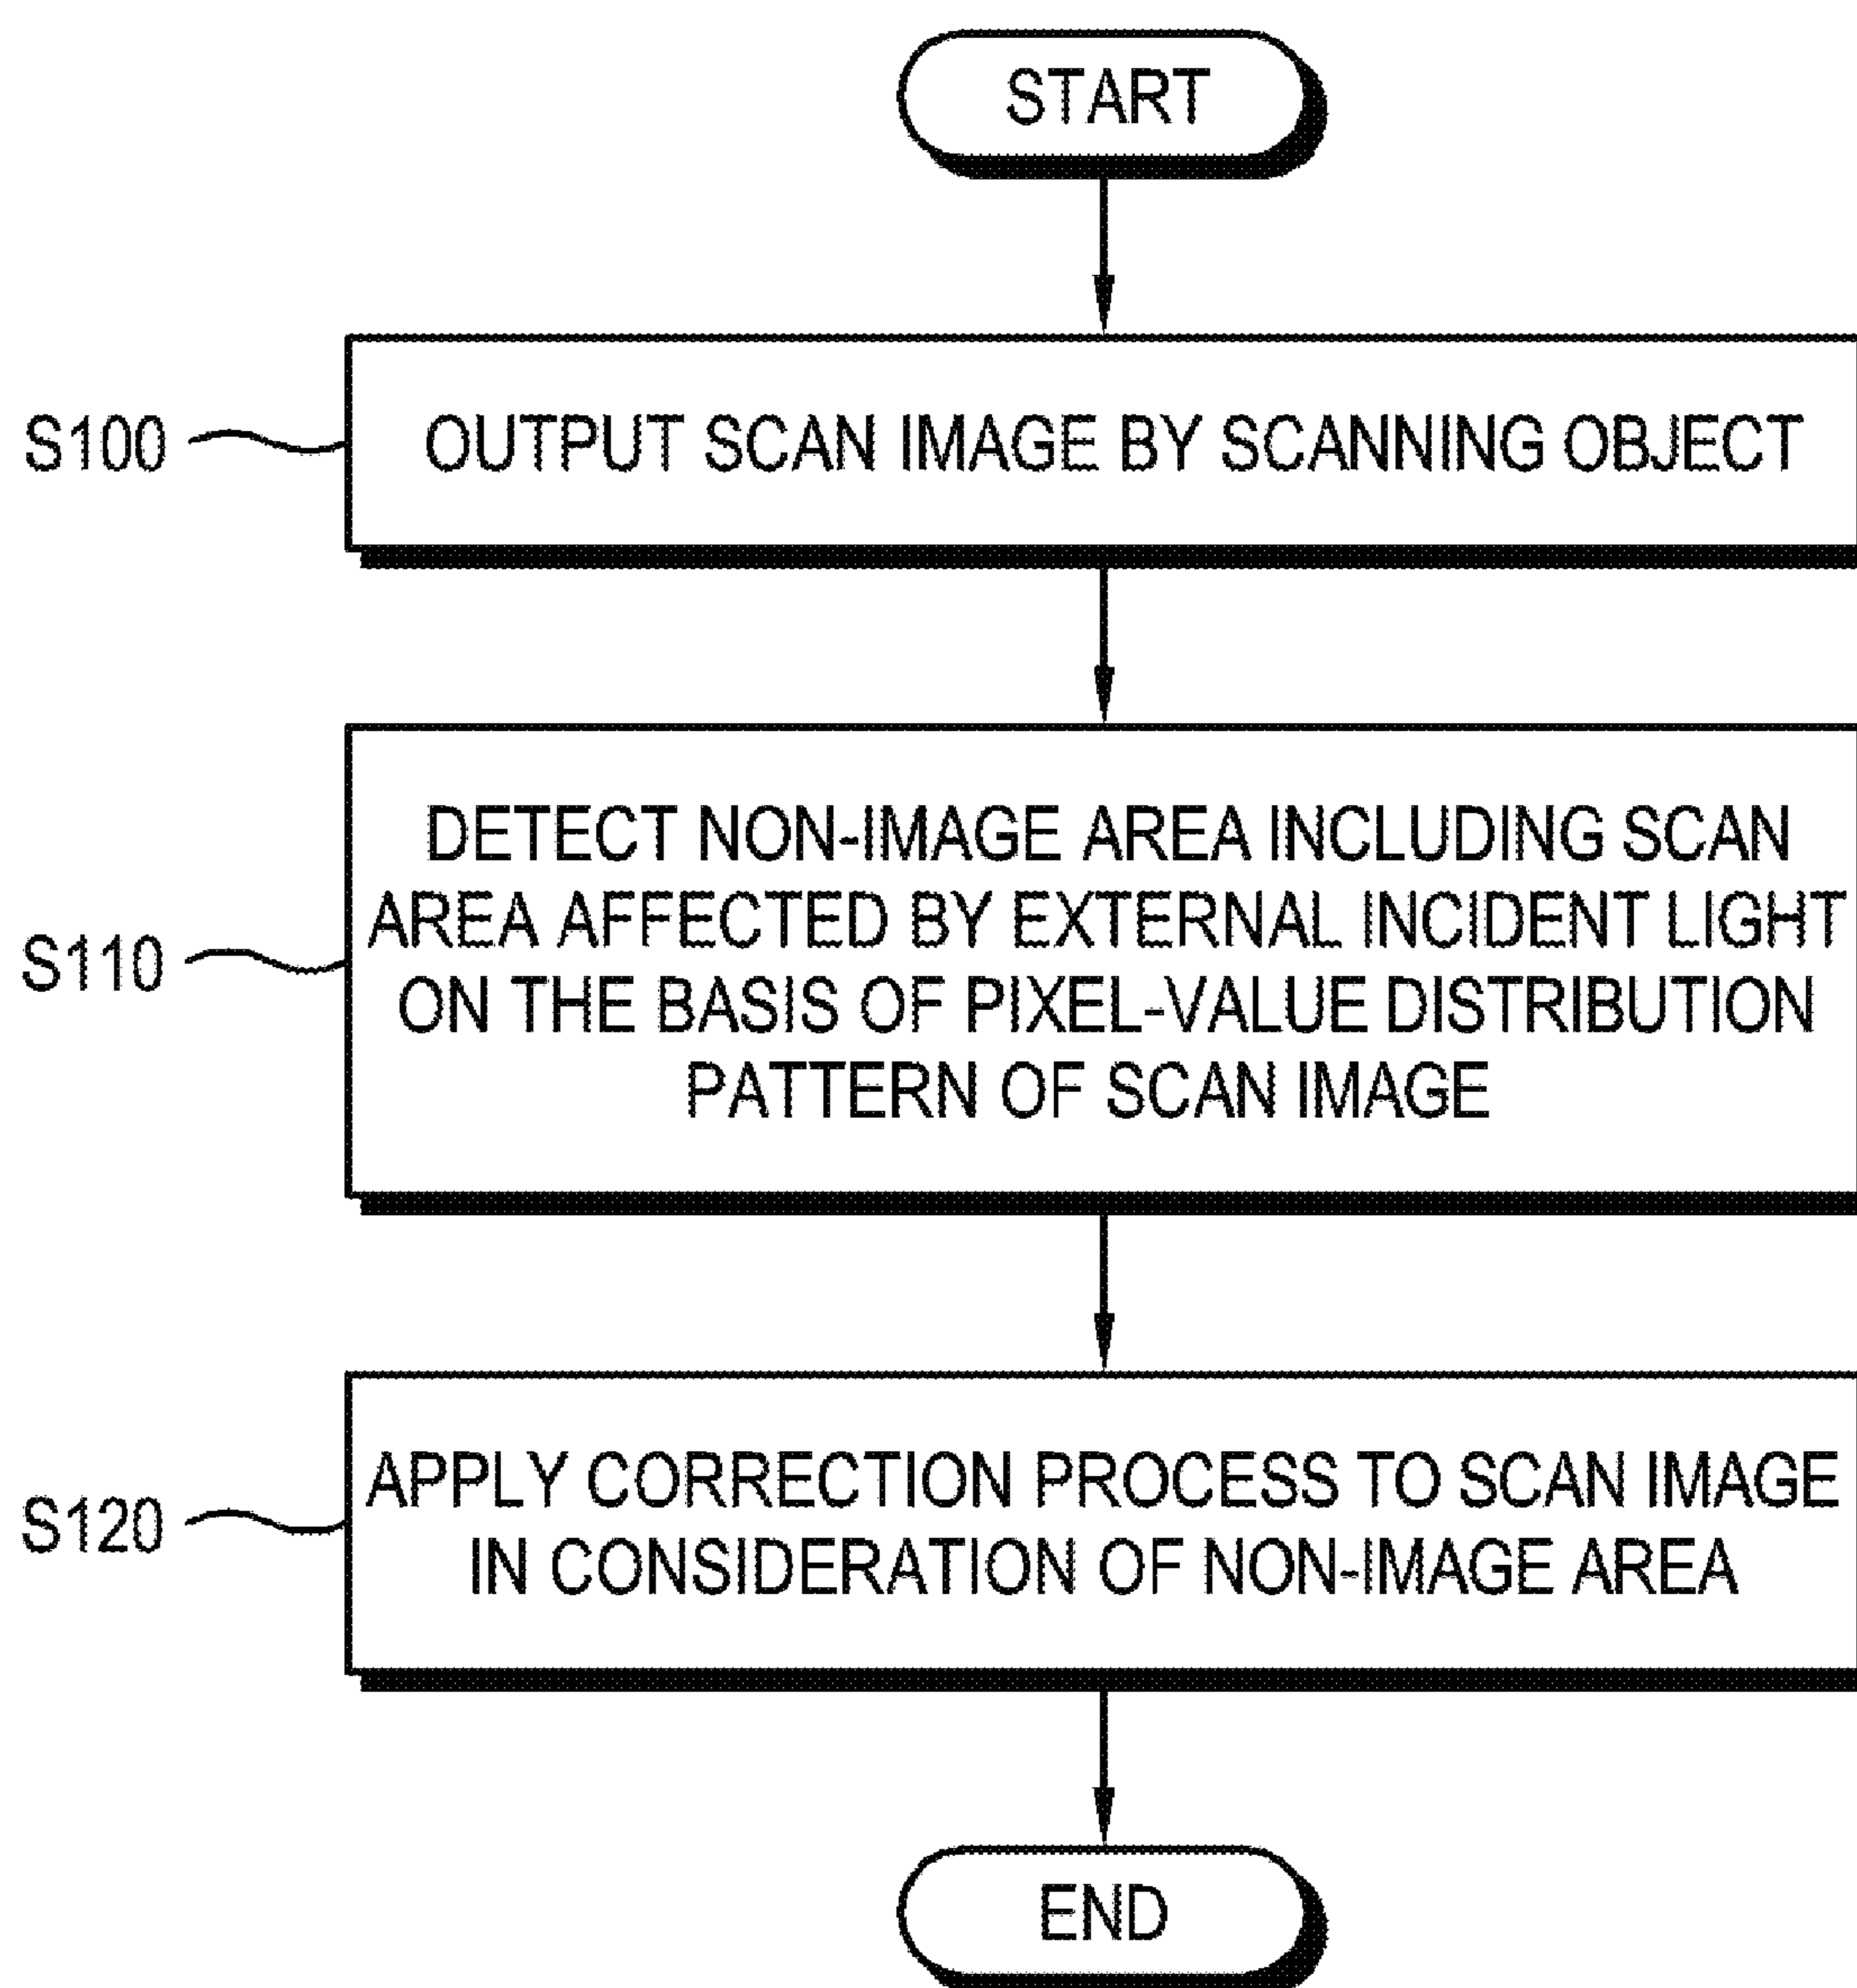 START
S100
OUTPUT SCAN IMAGE BY SCANNING OBJECT
S110
DETECT NON-IMAGE AREA INCLUDING SCAN
AREA AFFECTED BY EXTERNAL INCIDENT LIGHT
ON THE BASIS OF PIXEL-VALUE DISTRIBUTION
PATTERN OF SCAN IMAGE
S120
APPLY CORRECTION PROCESS TO SCAN IMAGE
IN CONSIDERATION OF NON-IMAGE AREA
END